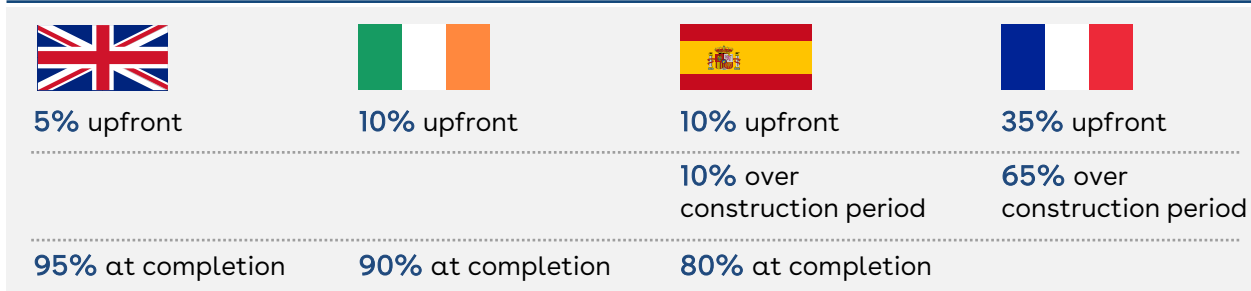 5% upfront
10% upfront
10% upfront
35% upfront
10% over
construction period
65% over
construction period
95% at completion
90% at completion
80% at completion